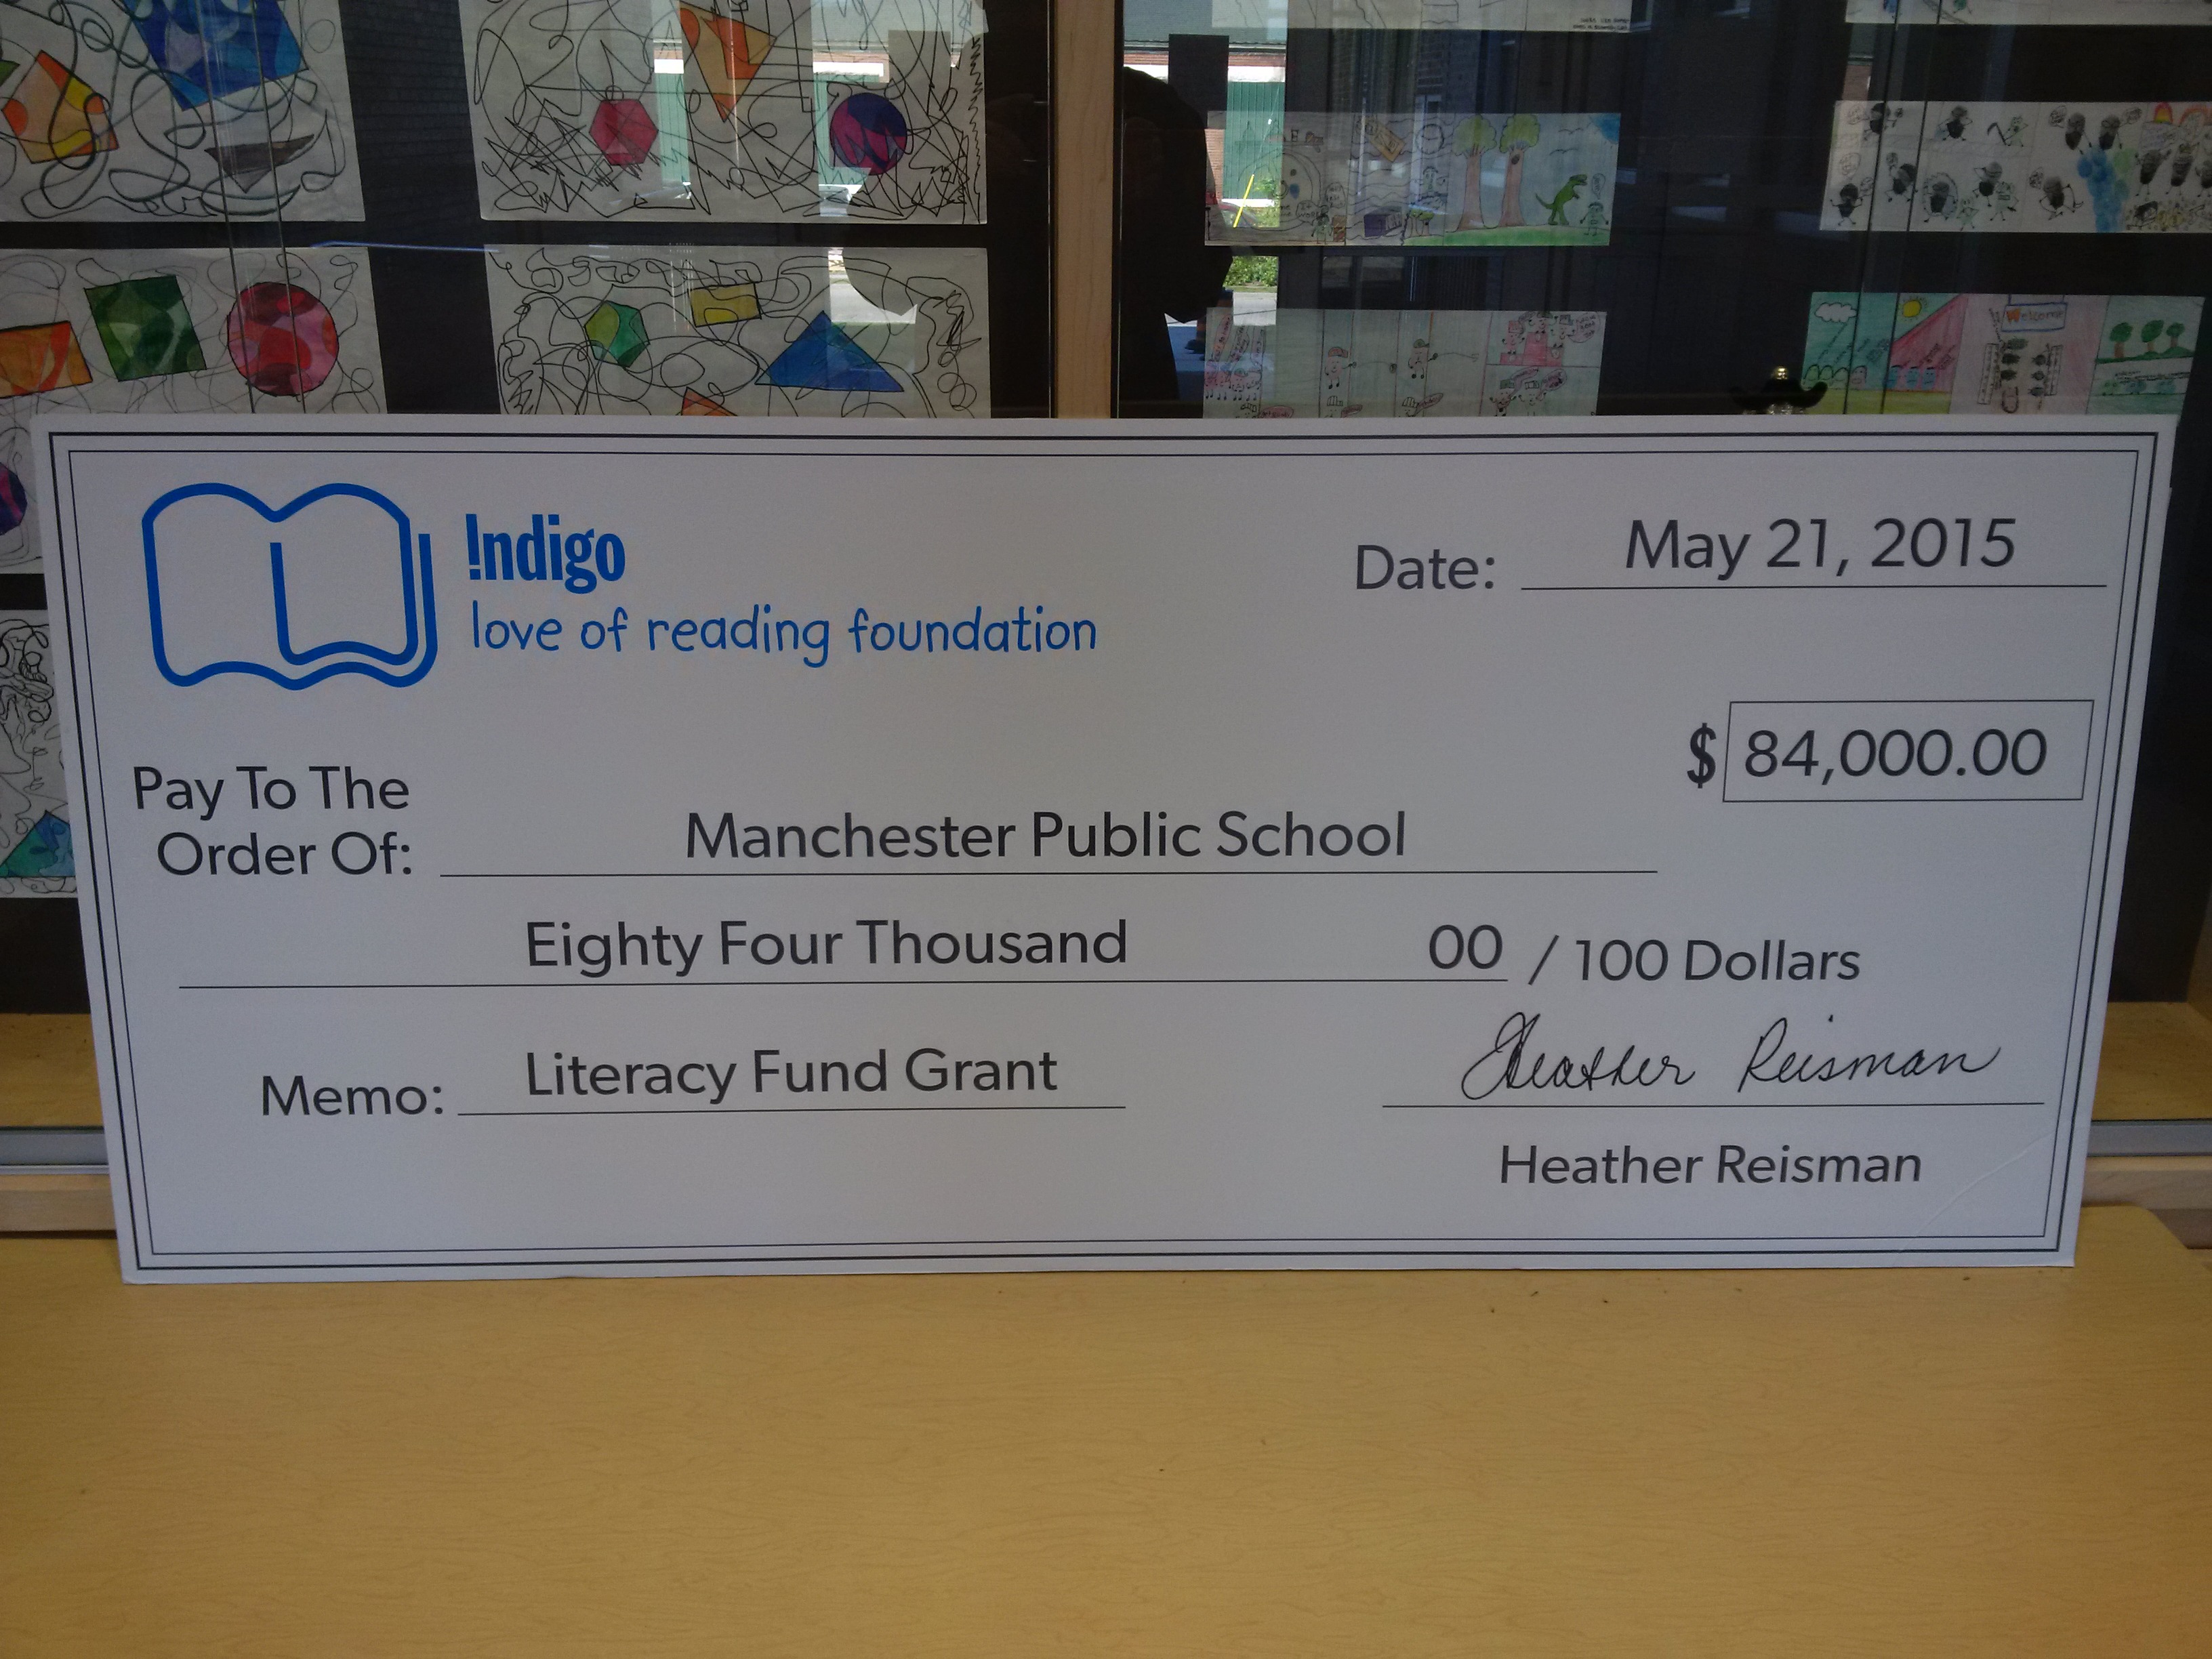 !ndigo
love of reading foundation
Date: May 21, 2015
$ 84,000.00
Pay To The
Order Of: Manchester Public School
Eighty Four Thousand 00 / 100 Dollars
Memo: Literacy Fund Grant
Heather Reisman
Heather Reisman
Welcome